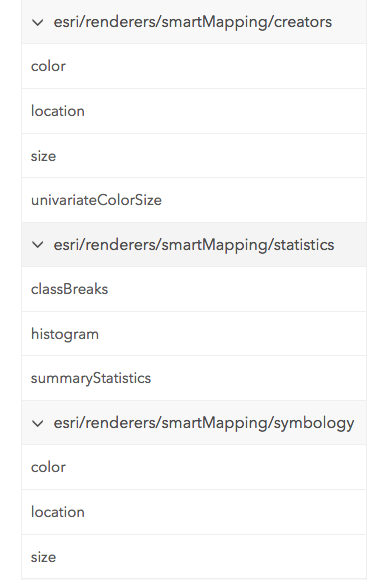 esri/renderers/smartMapping/creators
color
location
size
univariateColorSize
esri/renderers/smartMapping/statistics
classBreaks
histogram
summaryStatistics
esri/renderers/smartMapping/symbology
color
location
size